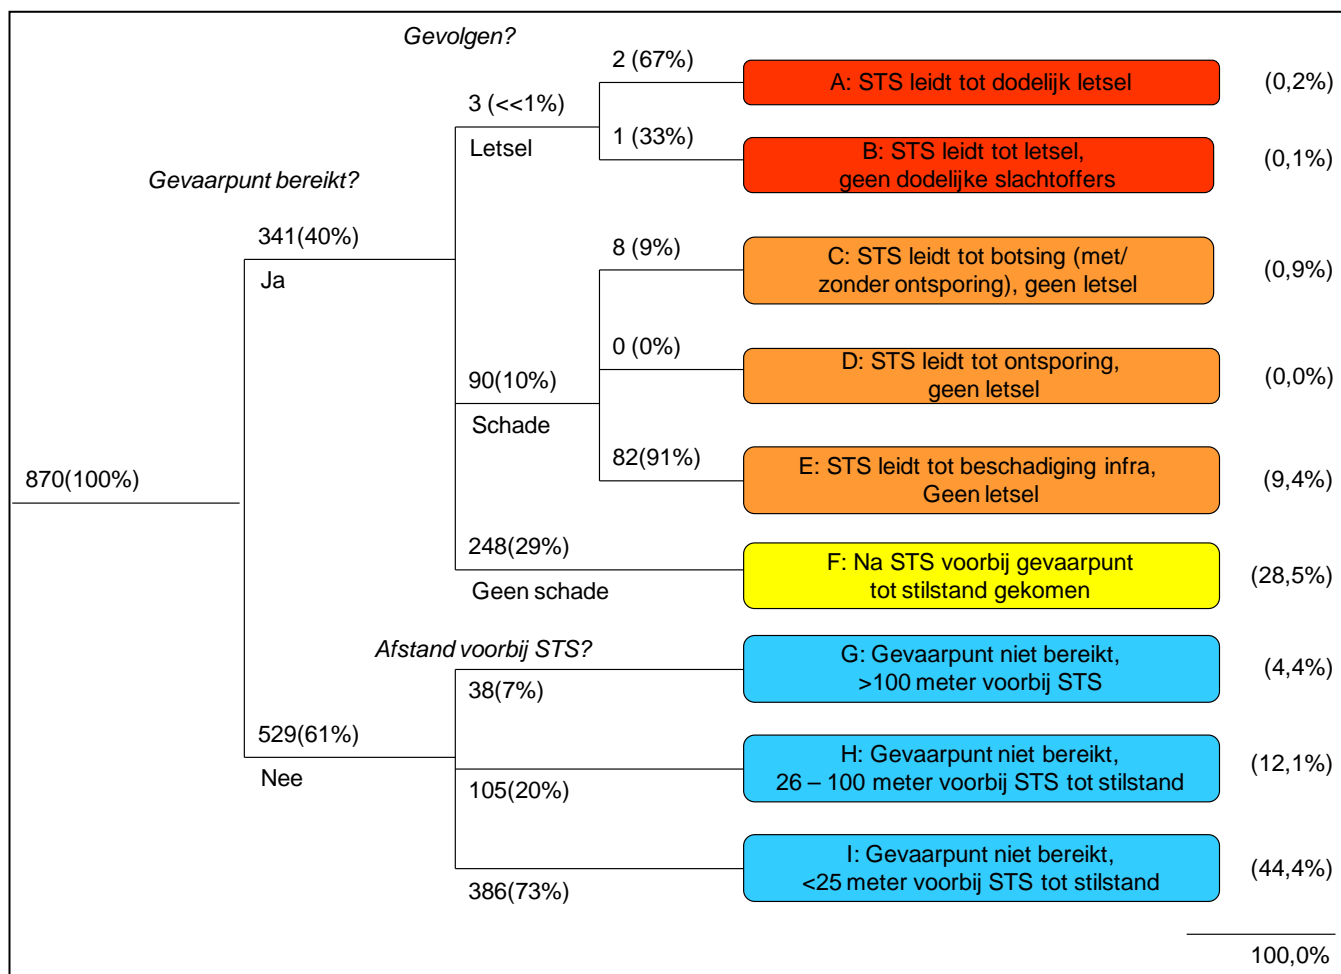 Gevolgen?
2 (67%)
A: STS leidt tot dodelijk letsel
(0,2%)
3 (<<1%)
Letsel
1 (33%)
B: STS leidt tot letsel,
geen dodelijke slachtoffers
(0,1%)
Gevaarpunt bereikt?
341(40%)
Ja
8 (9%)
C: STS leidt tot botsing (met/
zonder ontsporing), geen letsel
(0,9%)
0 (0%)
D: STS leidt tot ontsporing,
geen letsel
(0,0%)
90(10%)
Schade
82(91%)
E: STS leidt tot beschadiging infra,
Geen letsel
(9,4%)
870(100%)
248(29%)
Geen schade
F: Na STS voorbij gevaarpunt
tot stilstand gekomen
(28,5%)
Afstand voorbij STS?
38(7%)
G: Gevaarpunt niet bereikt,
>100 meter voorbij STS
(4,4%)
529(61%)
Nee
105(20%)
H: Gevaarpunt niet bereikt,
26 – 100 meter voorbij STS tot stilstand
(12,1%)
386(73%)
I: Gevaarpunt niet bereikt,
<25 meter voorbij STS tot stilstand
(44,4%)
100,0%